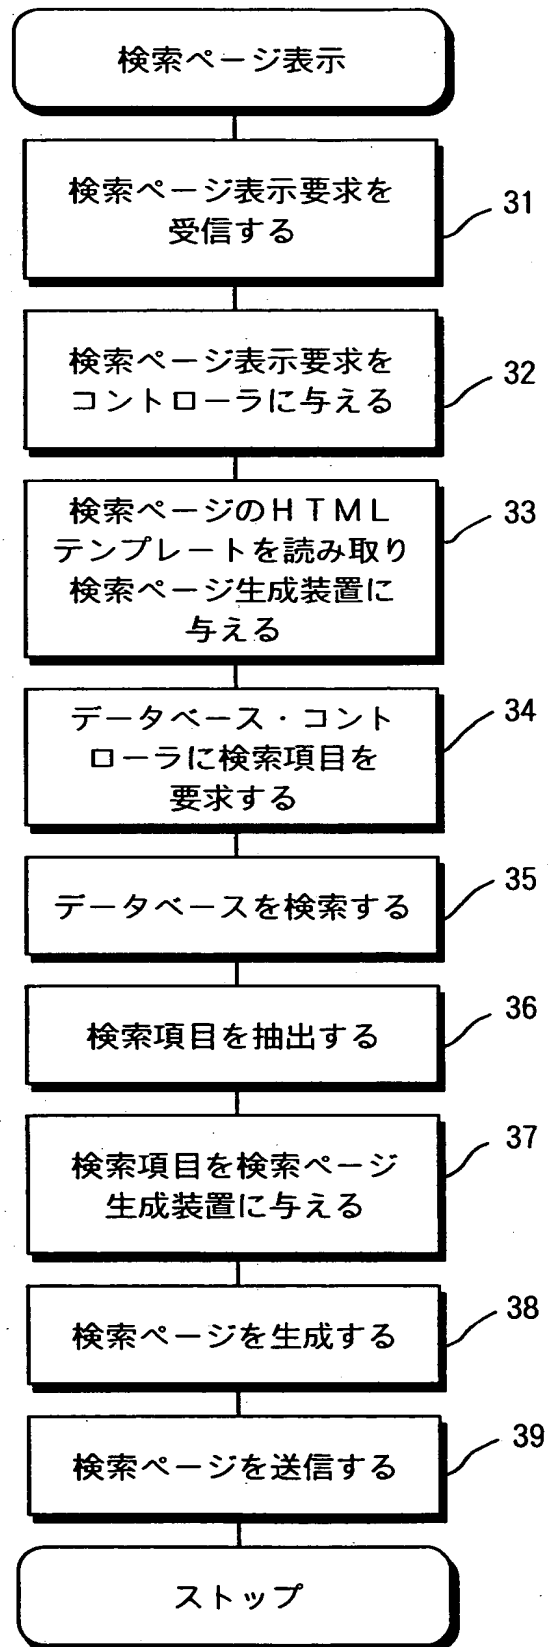 検索ページ表示
検索ページ表示要求を
受信する
31
検索ページ表示要求を
コントローラに与える
32
検索ページのＨＴＭＬ
テンプレートを読み取り
検索ページ生成装置に
与える
33
データベース・コント
ローラに検索項目を
要求する
34
データベースを検索する
35
検索項目を抽出する
36
検索項目を検索ページ
生成装置に与える
37
検索ページを生成する
38
検索ページを送信する
39
ストップ